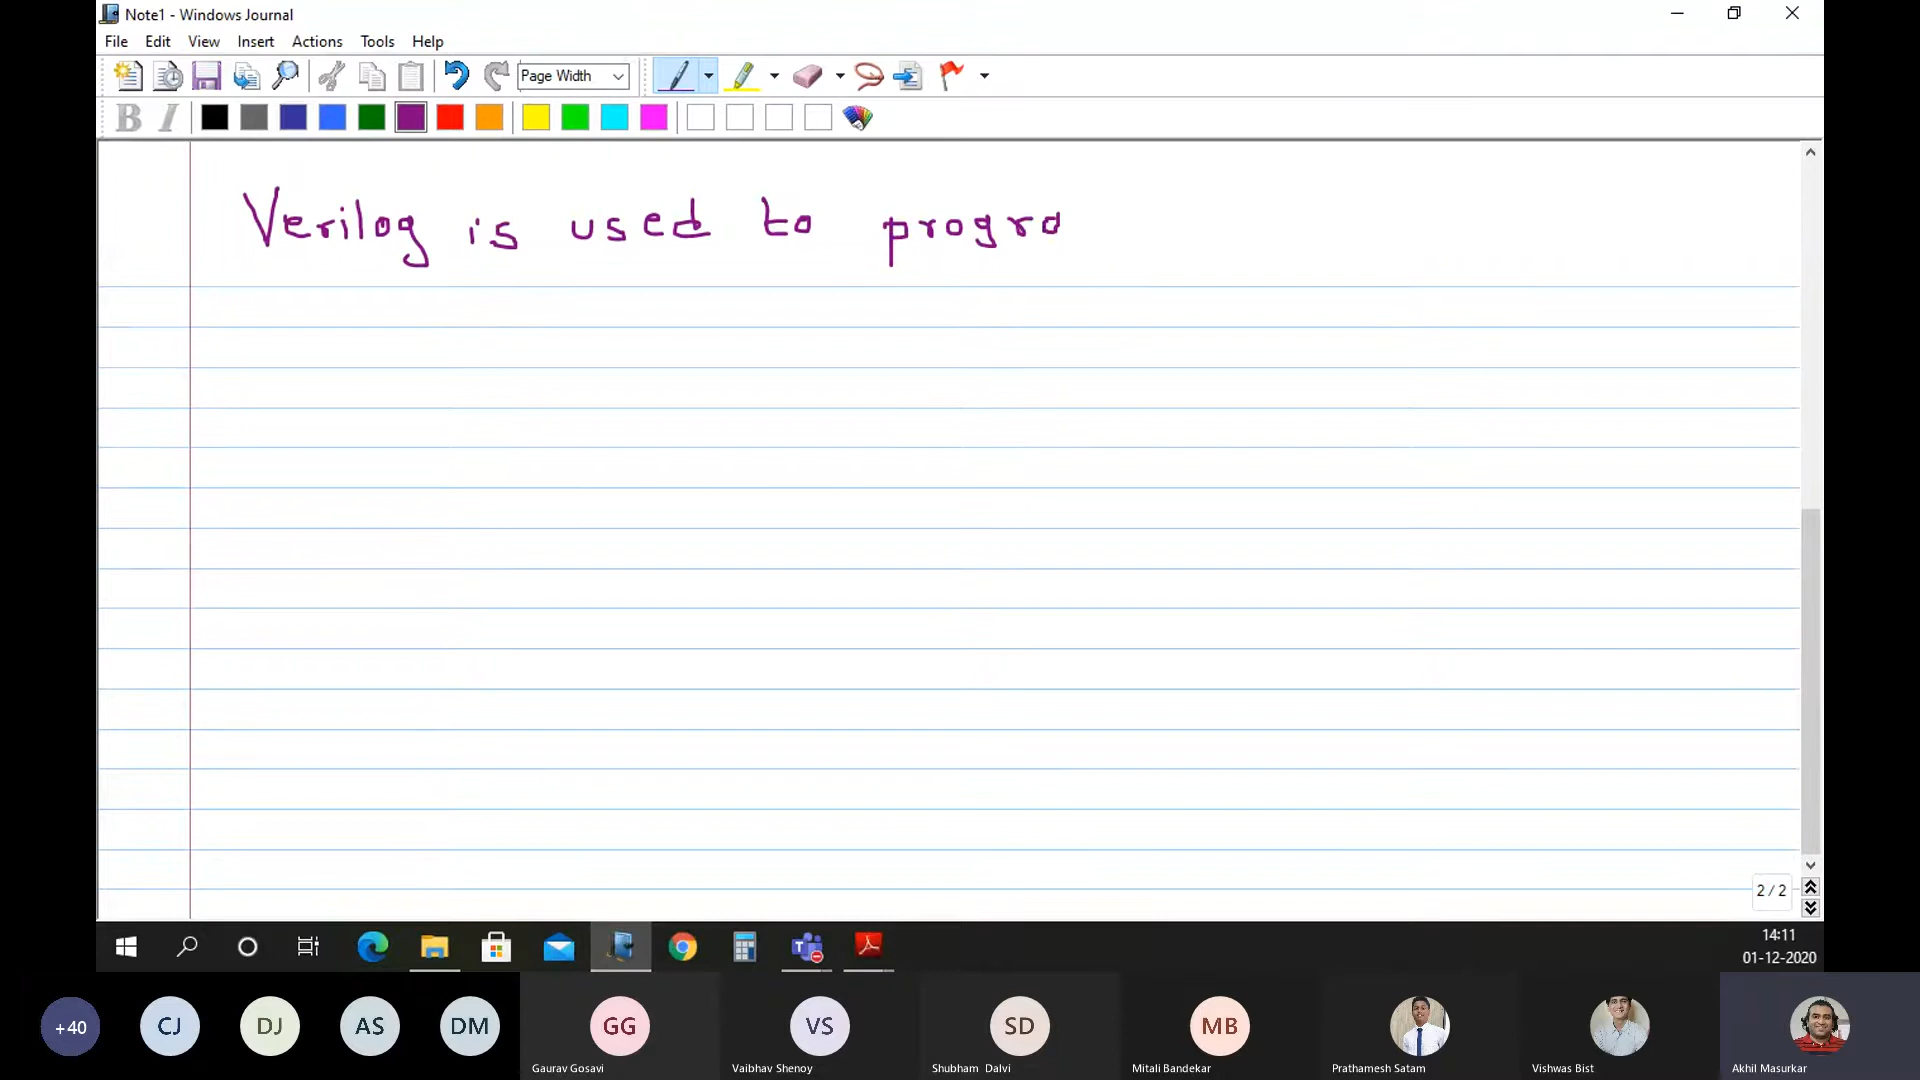 Note1 - Windows Journal
File Edit View Insert Actions Tools Help
Page Width
B I
Verilog is used to progra
2 / 2
14:11
01-12-2020
+40 CJ DJ AS DM GG VS SD MB
Gaurav Gosavi Vaibhav Shenoy Shubham Dalvi Mitali Bandekar Prathamesh Satam Vishwas Bist Akhil Masurkar